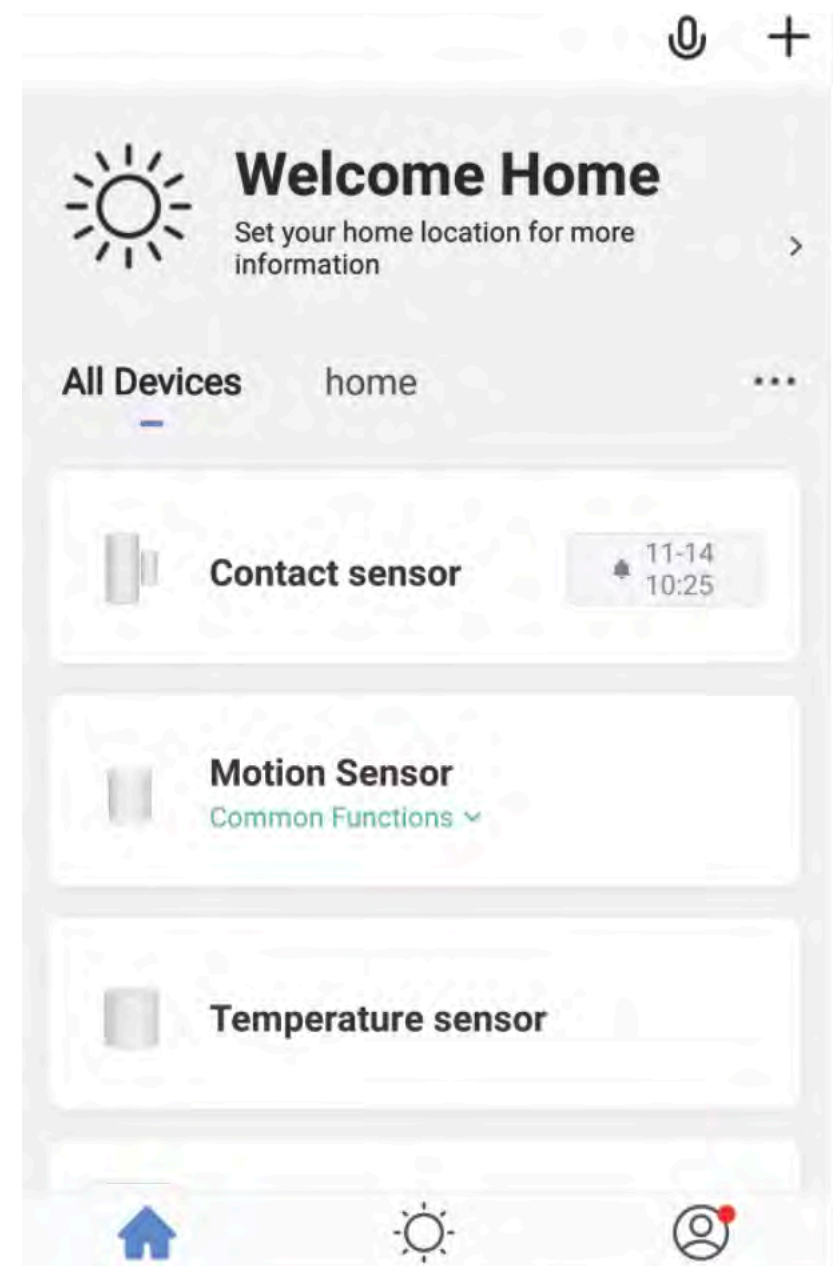 Welcome Home
Set your home location for more
information
All Devices
home
Contact sensor
11-14
10:25
Motion Sensor
Common Functions
Temperature sensor